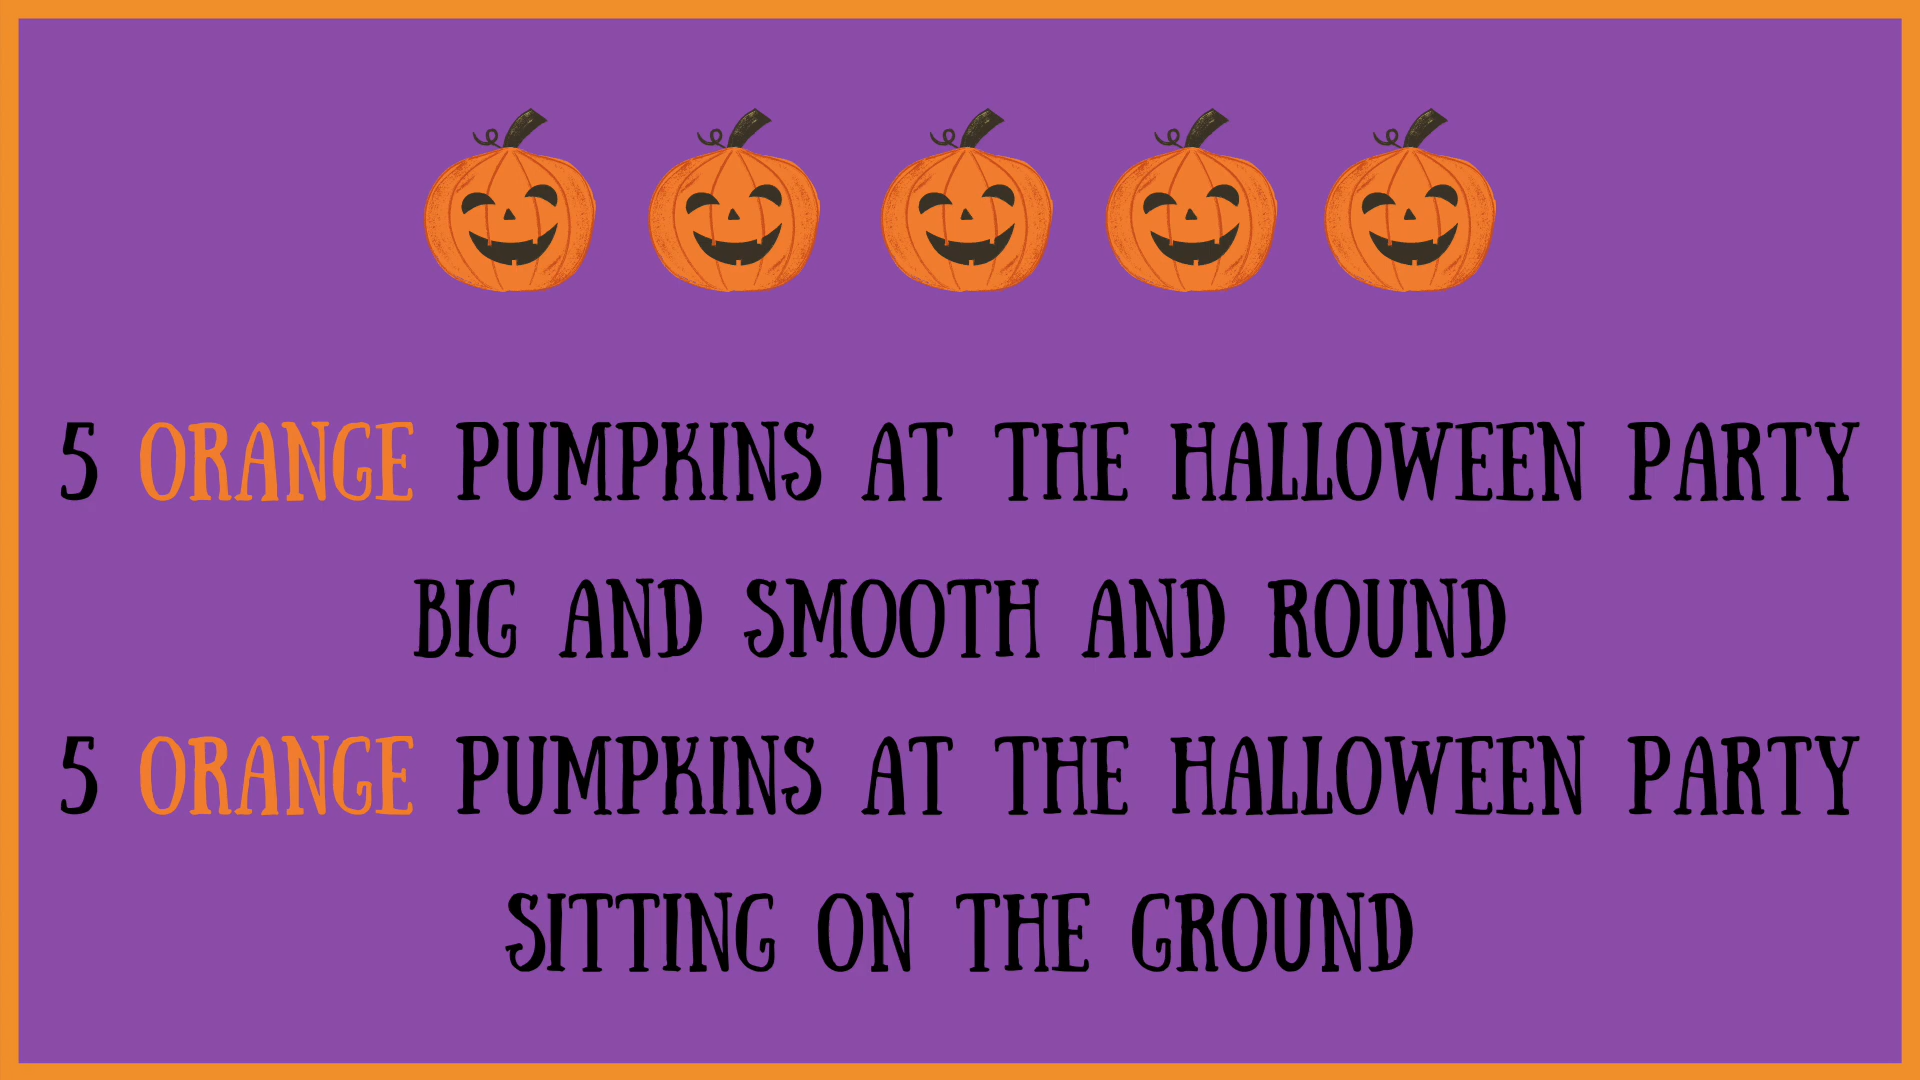 5 ORANGE PUMPKINS AT THE HALLOWEEN PARTY
BIG AND SMOOTH AND ROUND
5 ORANGE PUMPKINS AT THE HALLOWEEN PARTY
SITTING ON THE GROUND